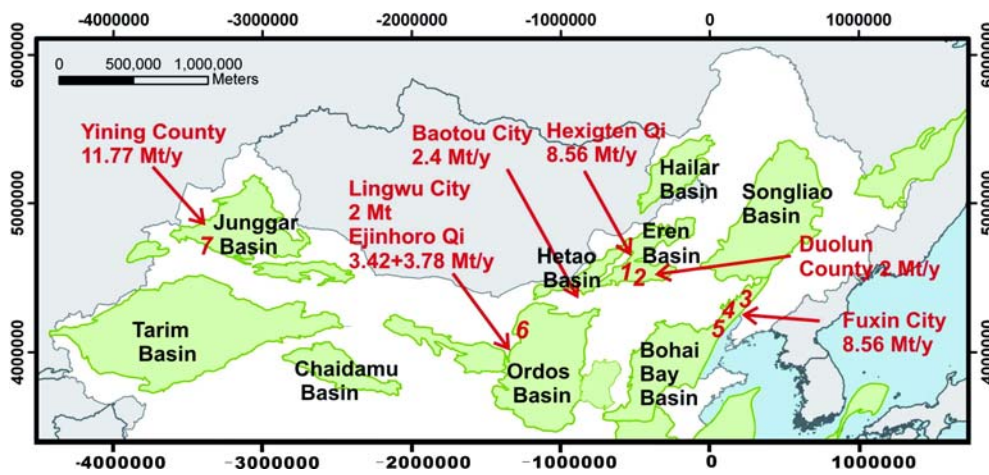 -4000000 -3000000 -2000000 -1000000 0 1000000
6000000
6000000
0 500,000 1,000,000
Meters
Yining County
11.77 Mt/y
Baotou City
2.4 Mt/y
Hexigten Qi
8.56 Mt/y
Hailar
Basin
Songliao
Basin
Lingwu City
2 Mt
Ejinhoro Qi
3.42+3.78 Mt/y
5000000
5000000
Junggar
Basin
7
Eren
Basin
Hetao
Basin
1
2
Duolun
County 2 Mt/y
3
4
5
6
Fuxin City
8.56 Mt/y
Tarim
Basin
4000000
4000000
Chaidamu
Basin
Ordos
Basin
Bohai
Bay
Basin
-4000000 -3000000 -2000000 -1000000 0 1000000